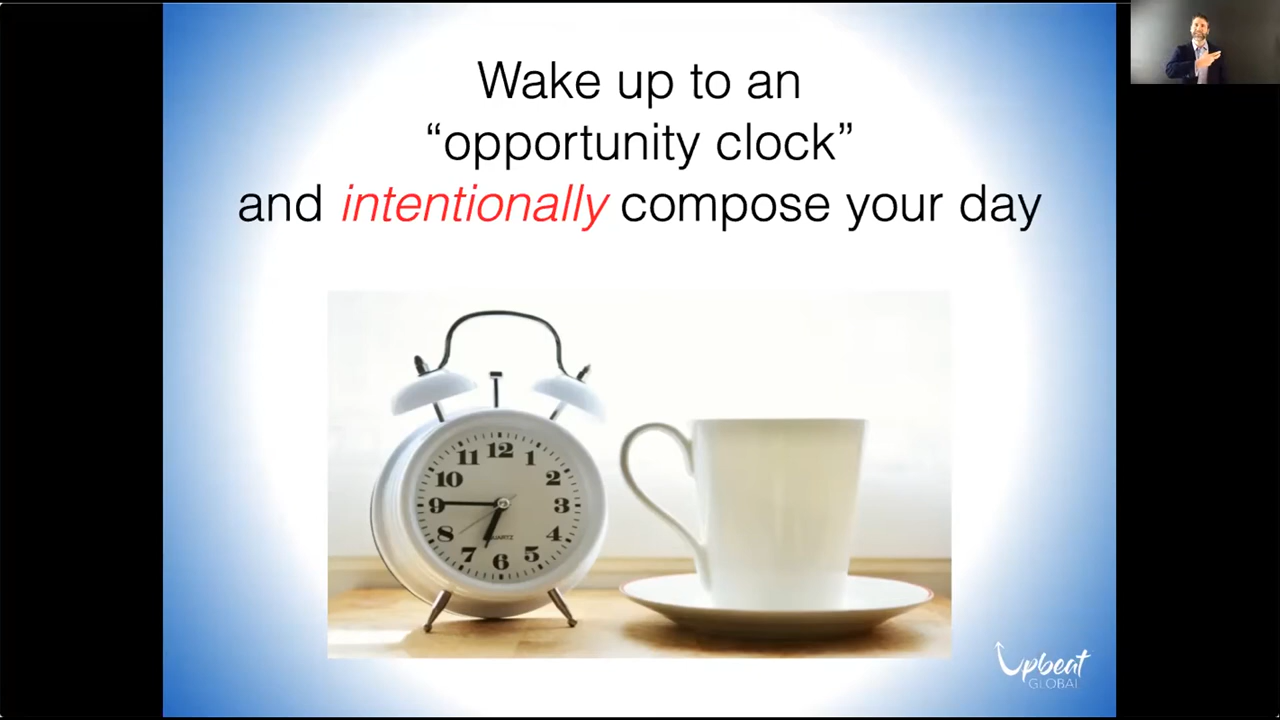 Wake up to an
“opportunity clock”
and intentionally compose your day
12
11 1
10 2
9 3
8 4
7 5
6
QUARTZ
Upbeat
GLOBAL